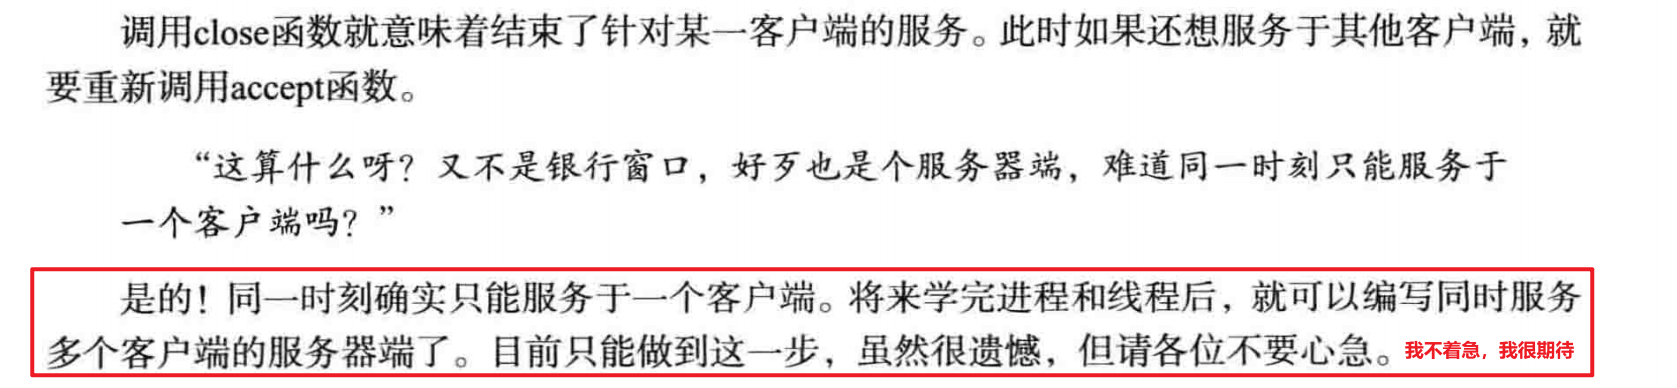 调用close函数就意味着结束了针对某一客户端的服务。此时如果还想服务于其他客户端，就
要重新调用accept函数。
“这算什么呀？又不是银行窗口，好歹也是个服务器端，难道同一时刻只能服务于
一个客户端吗？”
是的！同一时刻确实只能服务于一个客户端。将来学完进程和线程后，就可以编写同时服务
多个客户端的服务器端了。目前只能做到这一步，虽然很遗憾，但请各位不要心急。我不着急，我很期待